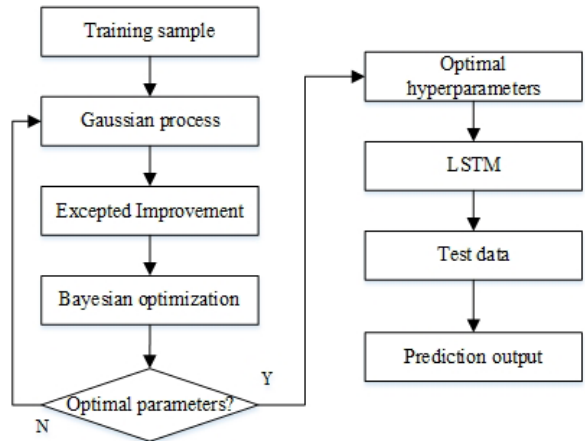 Training sample
Gaussian process
Excepted Improvement
Bayesian optimization
Optimal parameters?
N
Y
Optimal
hyperparameters
LSTM
Test data
Prediction output